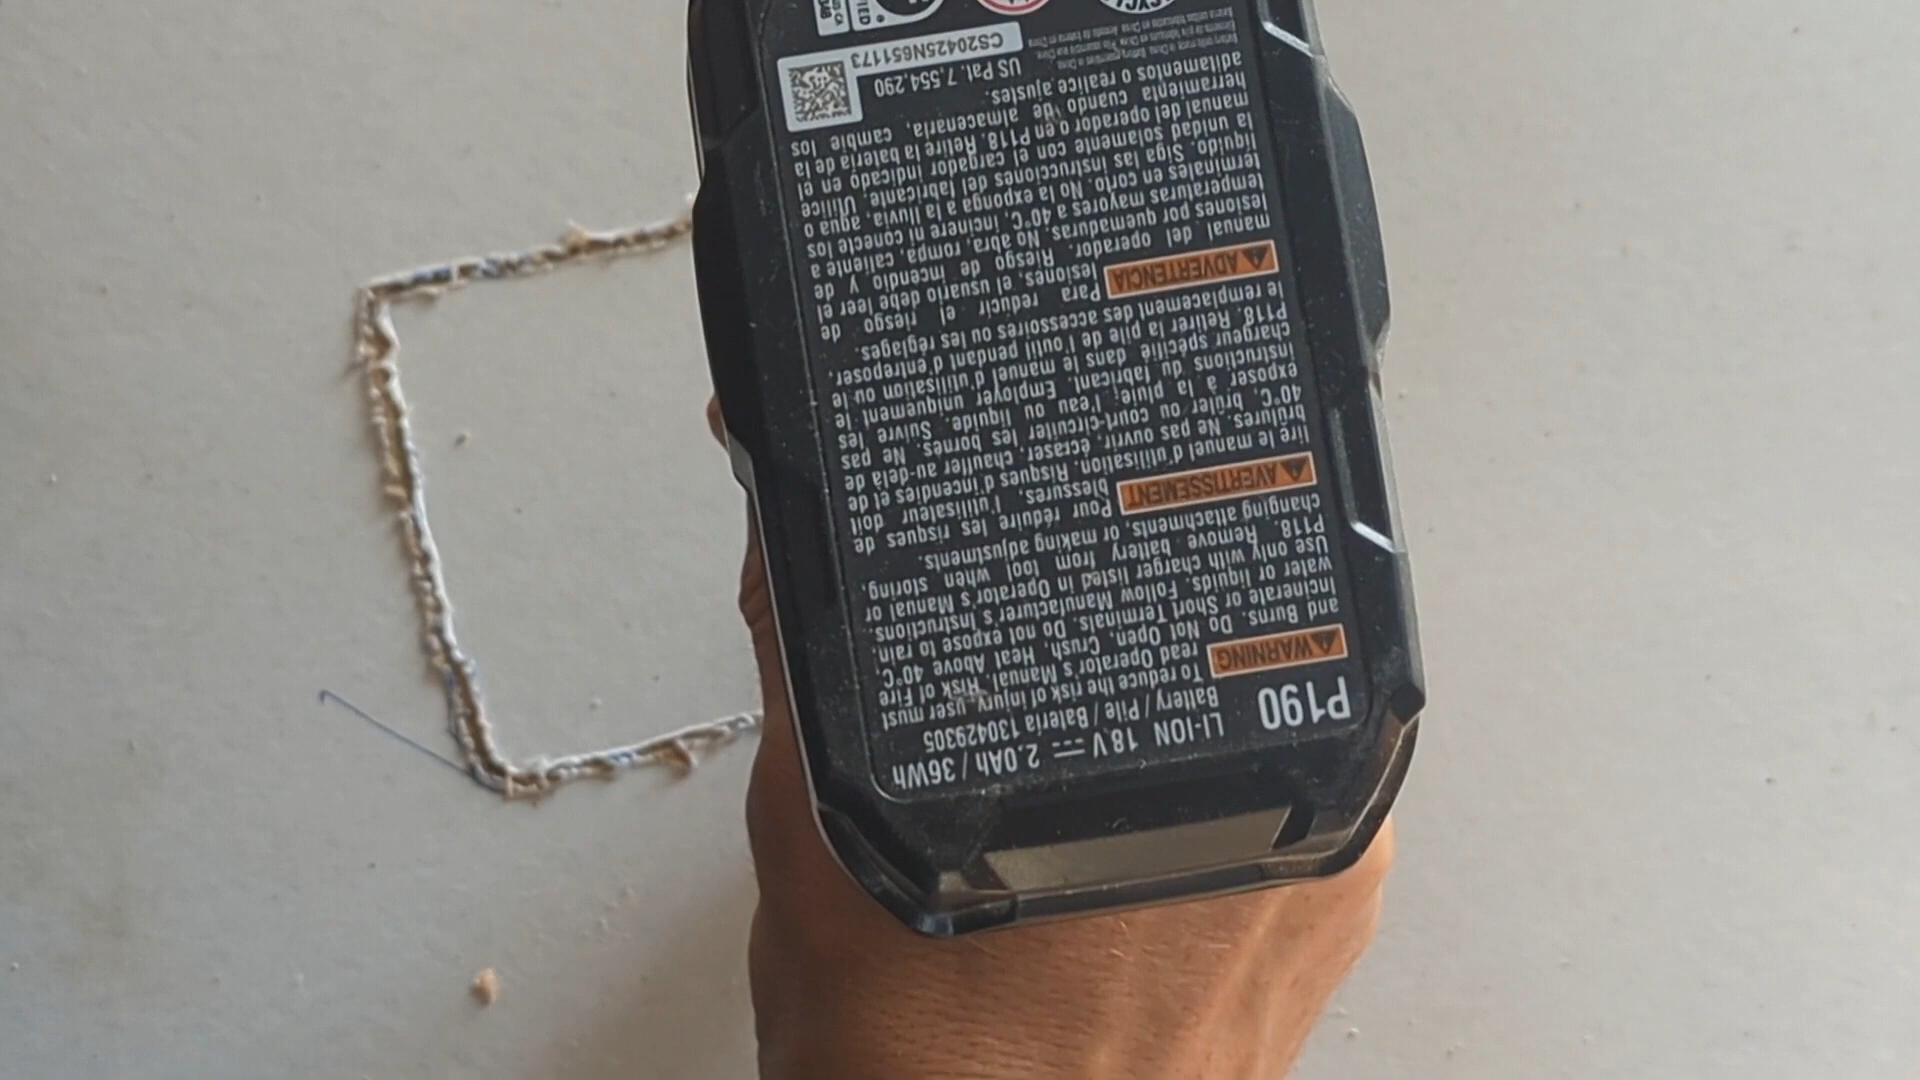 P190
LI-ION 18V 2.0Ah / 36Wh
Battery / Pile / Batería 130429305
WARNING To reduce the risk of injury, user must
read Operator's Manual. Risk of Fire
and Burns. Do Not Open, Crush, Heat Above 40°C
Incinerate or Short Terminals. Do not expose to rain,
water or liquids. Follow Manufacturer's Instructions.
Use only with charger listed in Operator's Manual or
P118. Remove battery from tool when storing,
changing attachments, or making adjustments.
AVERTISSEMENT Pour réduire les risques de
blessures, l'utilisateur doit
lire le manuel d'utilisation. Risques d'incendies et de
brûlures. Ne pas ouvrir, écraser, chauffer au-delà de
40°C, brûler ou court-circuiter les bornes. Ne pas
exposer à la pluie, l'eau ou liquide. Suivre les
instructions du fabricant. Employer uniquement le
chargeur spécifié dans le manuel d'utilisation ou le
P118. Retirer la pile de l'outil pendant d'entreposer,
le remplacement des accessoires ou les réglages.
ADVERTENCIA Para reducir el riesgo de
lesiones, el usuario debe leer el
manual del operador. Riesgo de incendio y de
lesiones por quemaduras. No abra, rompa, caliente a
temperaturas mayores a 40°C, incinere ni conecte los
terminales en corto. No la exponga a la lluvia, agua o
líquido. Siga las instrucciones del fabricante. Utilice
la unidad solamente con el cargador indicado en el
manual del operador o en P118. Retire la batería de la
herramienta cuando de almacenarla, cambie los
aditamentos o realice ajustes.
US Pat. 7,554,290
CS20425N651173